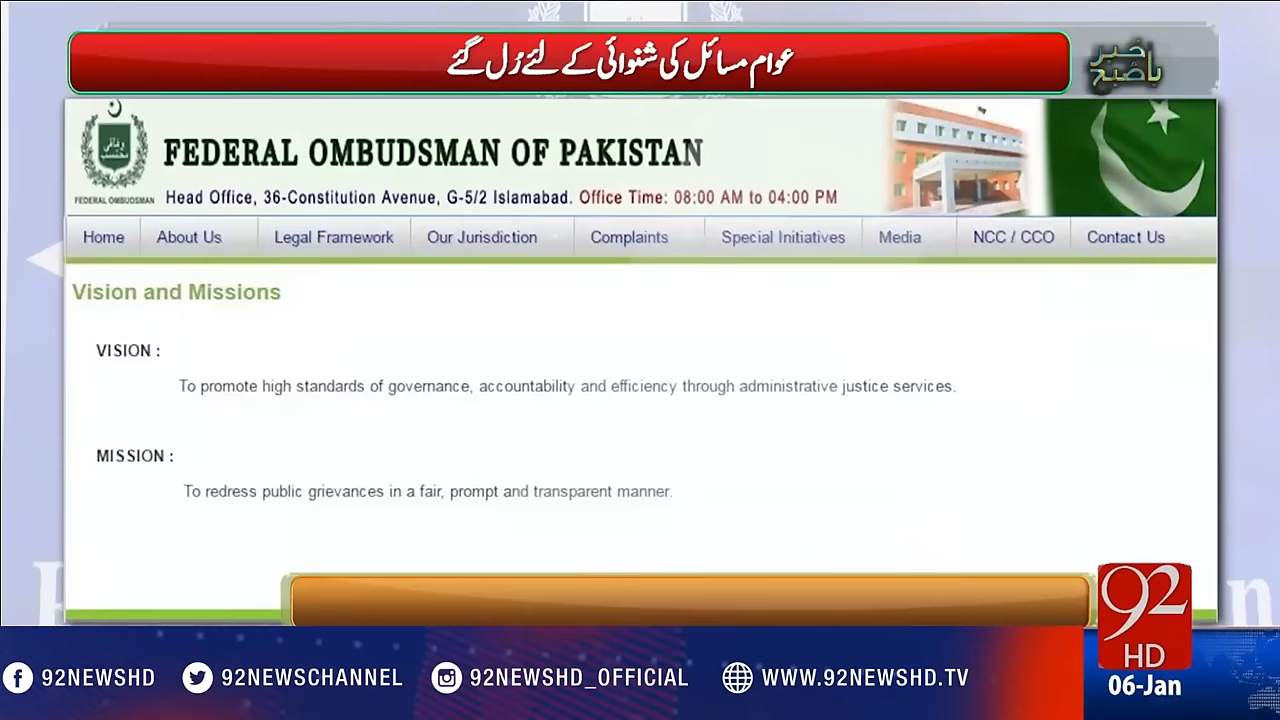 عوام مسائل کی شنوائی کے لئے رُل گئے
باخبر صبح
وفاقی محتسب
FEDERAL OMBUDSMAN
FEDERAL OMBUDSMAN OF PAKISTAN
Head Office, 36-Constitution Avenue, G-5/2 Islamabad. Office Time: 08:00 AM to 04:00 PM
Home About Us Legal Framework Our Jurisdiction Complaints Special Initiatives Media NCC / CCO Contact Us
Vision and Missions
VISION :
To promote high standards of governance, accountability and efficiency through administrative justice services.
MISSION :
To redress public grievances in a fair, prompt and transparent manner.
92
HD
92NEWSHD 92NEWSCHANNEL 92NEWSHD_OFFICIAL WWW.92NEWSHD.TV
06-Jan